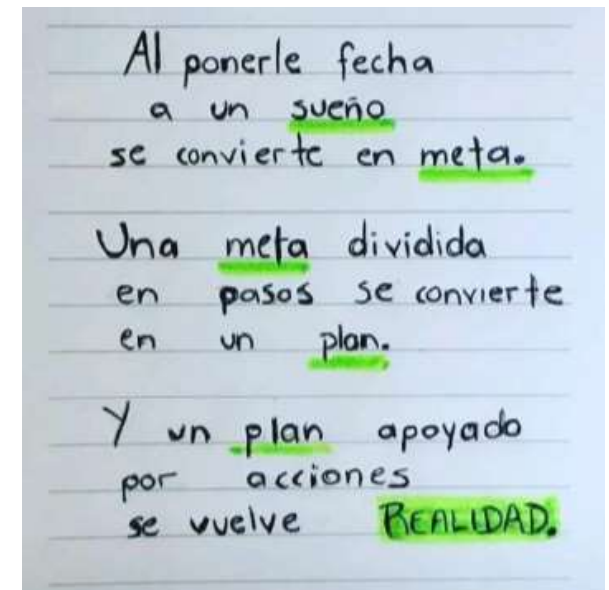 Al ponerle fecha
a un sueño
se convierte en meta.
Una meta dividida
en pasos se convierte
en un plan.
Y un plan apoyado
por acciones
se vuelve REALIDAD.